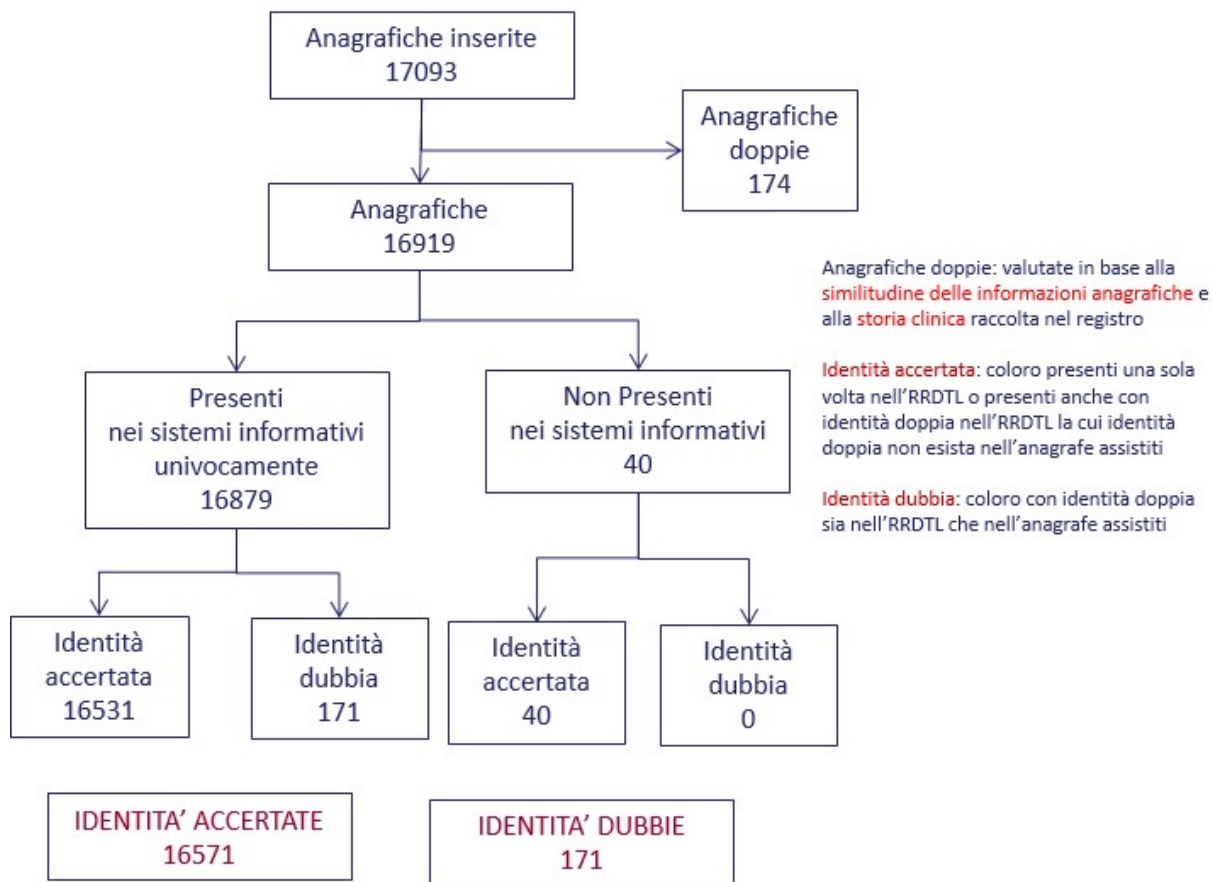 Anagrafiche inserite
17093
Anagrafiche
doppie
174
Anagrafiche
16919
Anagrafiche doppie: valutate in base alla
similitudine delle informazioni anagrafiche e
alla storia clinica raccolta nel registro
Identità accertata: coloro presenti una sola
volta nell'RRDTL o presenti anche con
identità doppia nell'RRDTL la cui identità
doppia non esista nell'anagrafe assistiti
Identità dubbia: coloro con identità doppia
sia nell'RRDTL che nell'anagrafe assistiti
Presenti
nei sistemi informativi
univocamente
16879
Non Presenti
nei sistemi informativi
40
Identità
accertata
16531
Identità
dubbia
171
Identità
accertata
40
Identità
dubbia
0
IDENTITA' ACCERTATE
16571
IDENTITA' DUBBIE
171